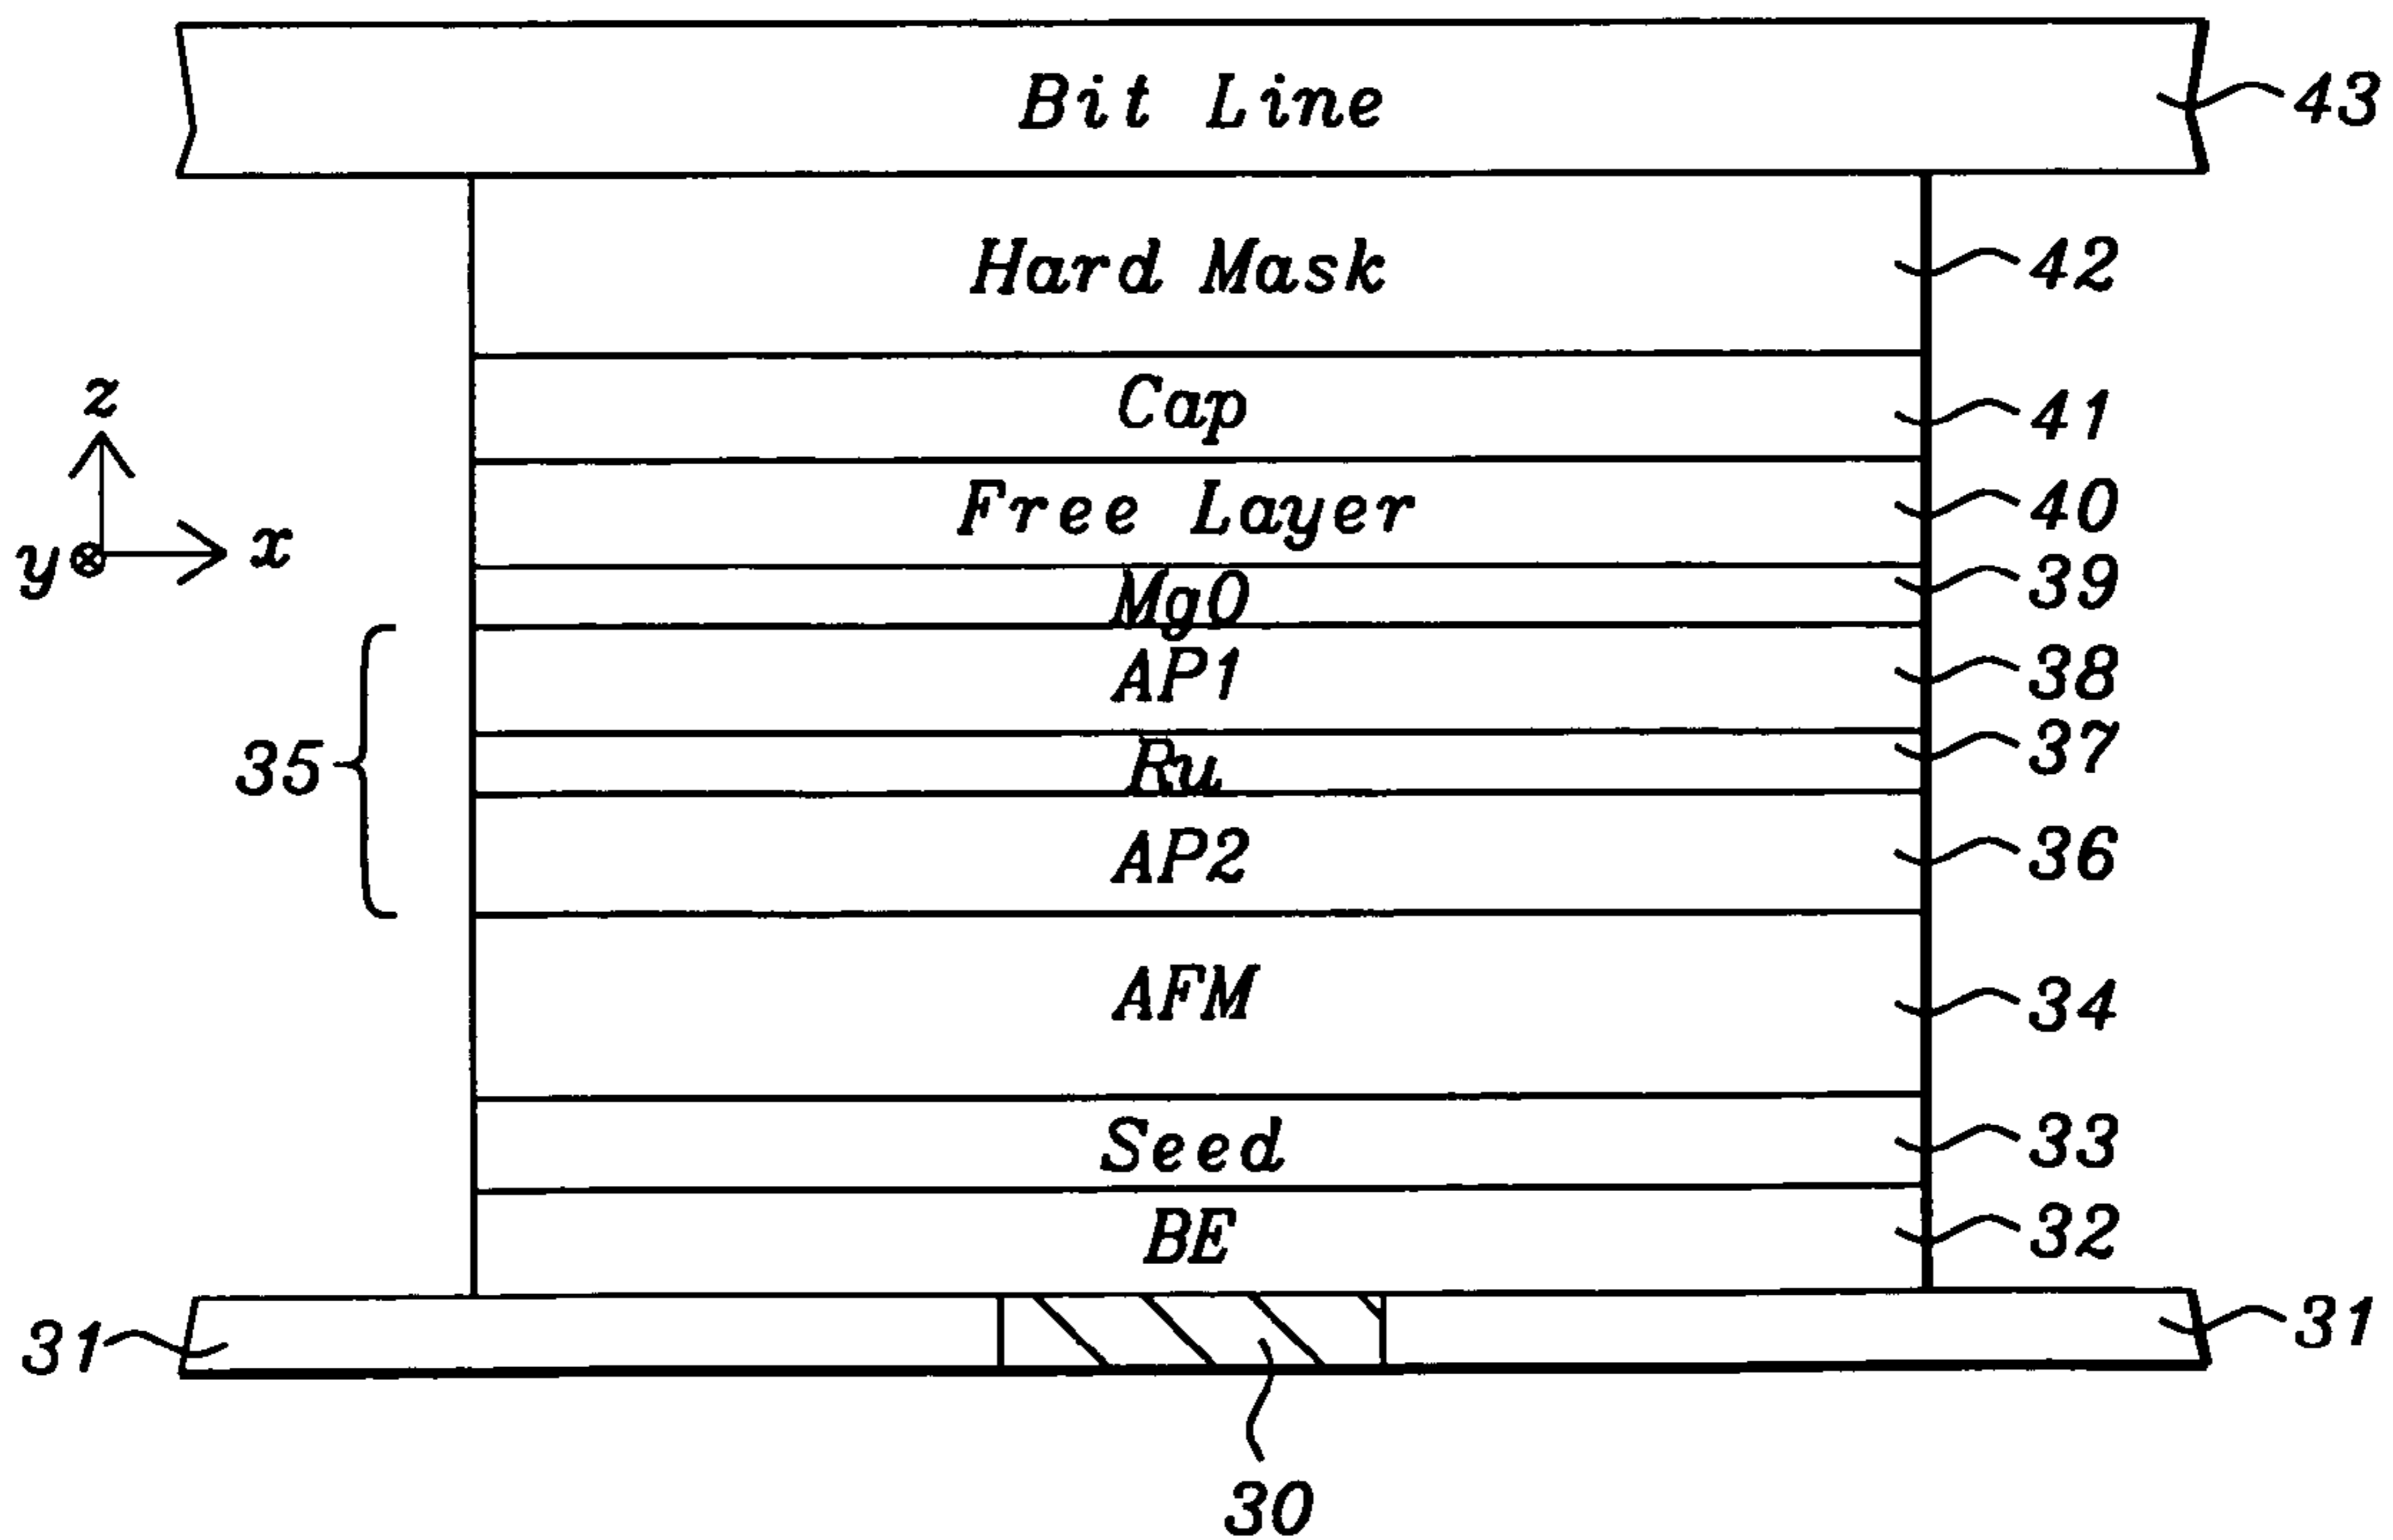 Bit Line 43
Hard Mask 42
Cap 41
z
Free Layer 40
y x
MgO 39
AP1 38
35
Ru 37
AP2 36
AFM 34
Seed 33
BE 32
31 31
30